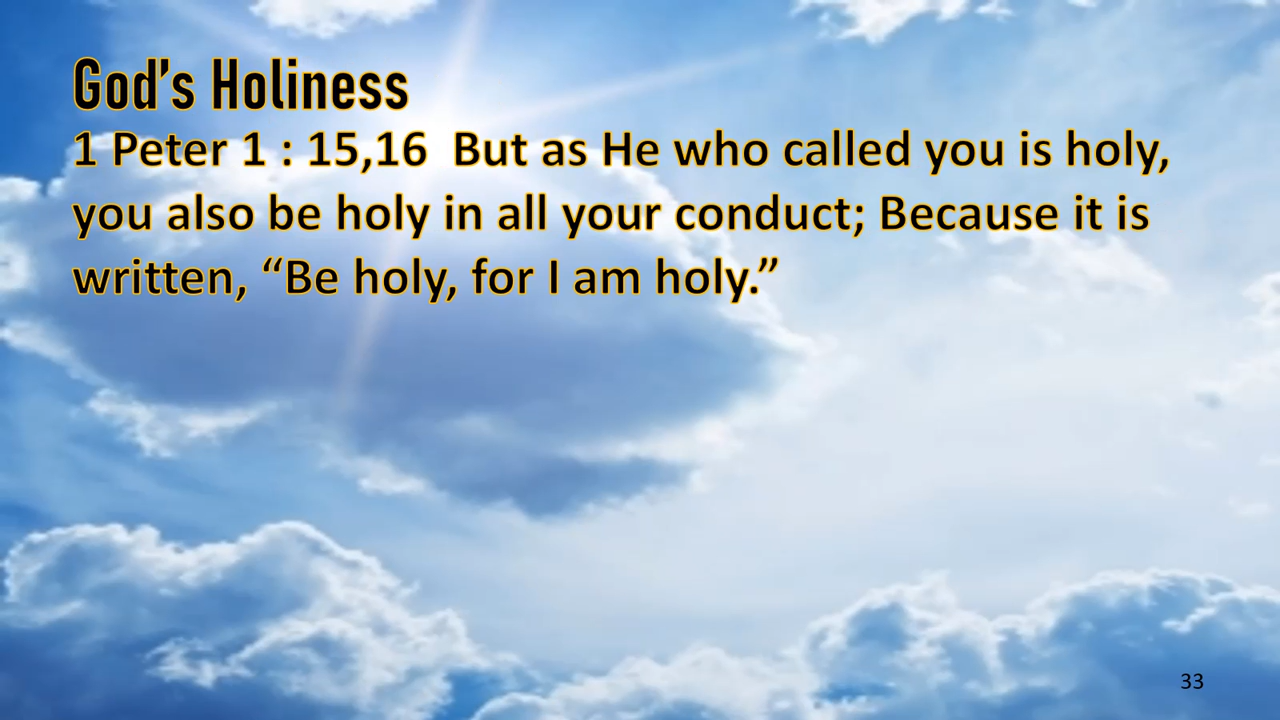 God’s Holiness
1 Peter 1 : 15,16  But as He who called you is holy,
you also be holy in all your conduct; Because it is
written, “Be holy, for I am holy.”
33